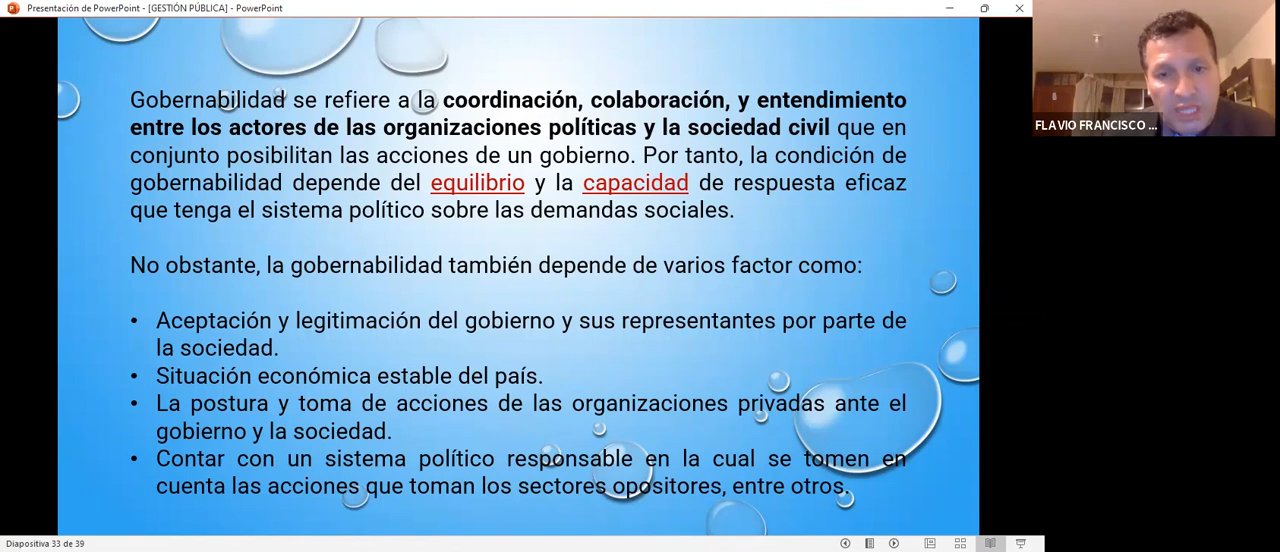 Presentación de PowerPoint - [GESTIÓN PÚBLICA] - PowerPoint
Gobernabilidad se refiere a la coordinación, colaboración, y entendimiento
entre los actores de las organizaciones políticas y la sociedad civil que en
conjunto posibilitan las acciones de un gobierno. Por tanto, la condición de
gobernabilidad depende del equilibrio y la capacidad de respuesta eficaz
que tenga el sistema político sobre las demandas sociales.
No obstante, la gobernabilidad también depende de varios factor como:
• Aceptación y legitimación del gobierno y sus representantes por parte de
la sociedad.
• Situación económica estable del país.
• La postura y toma de acciones de las organizaciones privadas ante el
gobierno y la sociedad.
• Contar con un sistema político responsable en la cual se tomen en
cuenta las acciones que toman los sectores opositores, entre otros.
FLAVIO FRANCISCO ...
Diapositiva 33 de 39